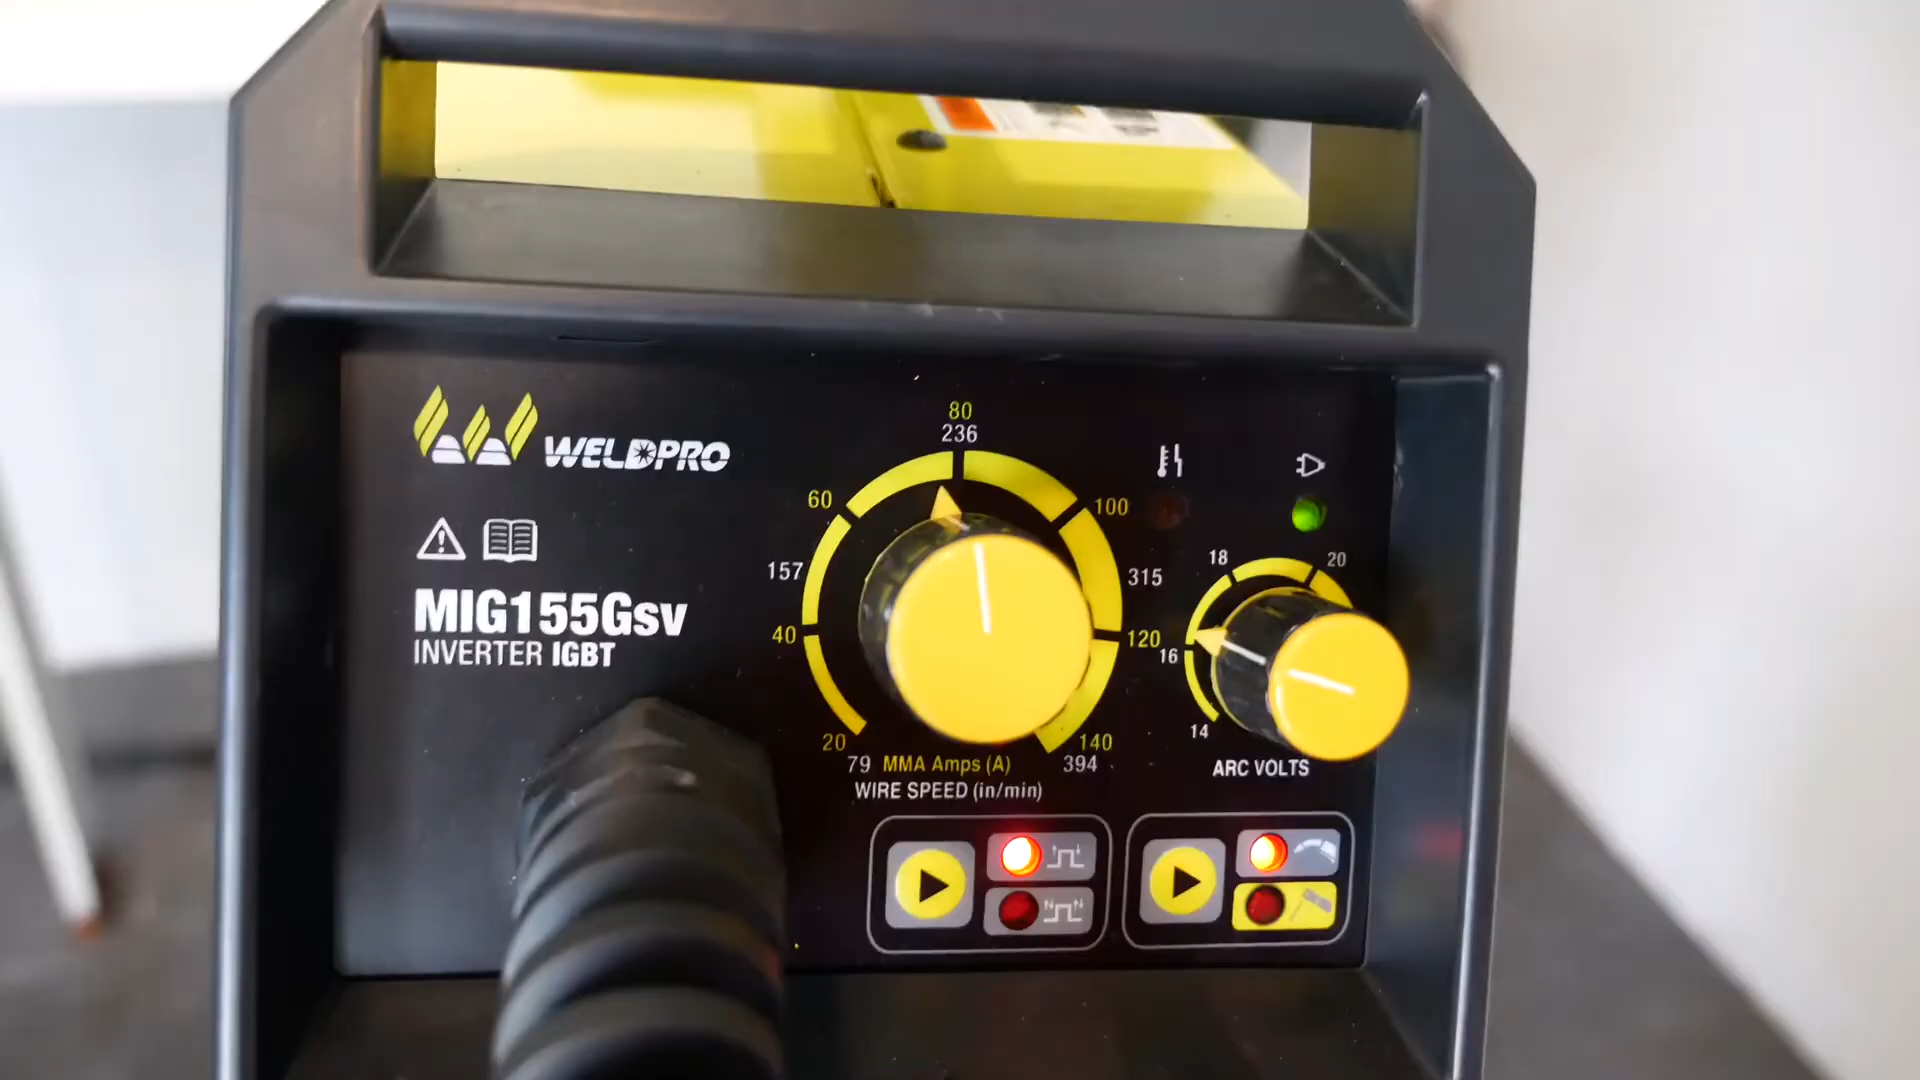 WELDPRO
MIG155Gsv
INVERTER IGBT
80
236
60
100
157
315
40
120
20
140
79
394
MMA Amps (A)
WIRE SPEED (in/min)
18
20
16
14
ARC VOLTS